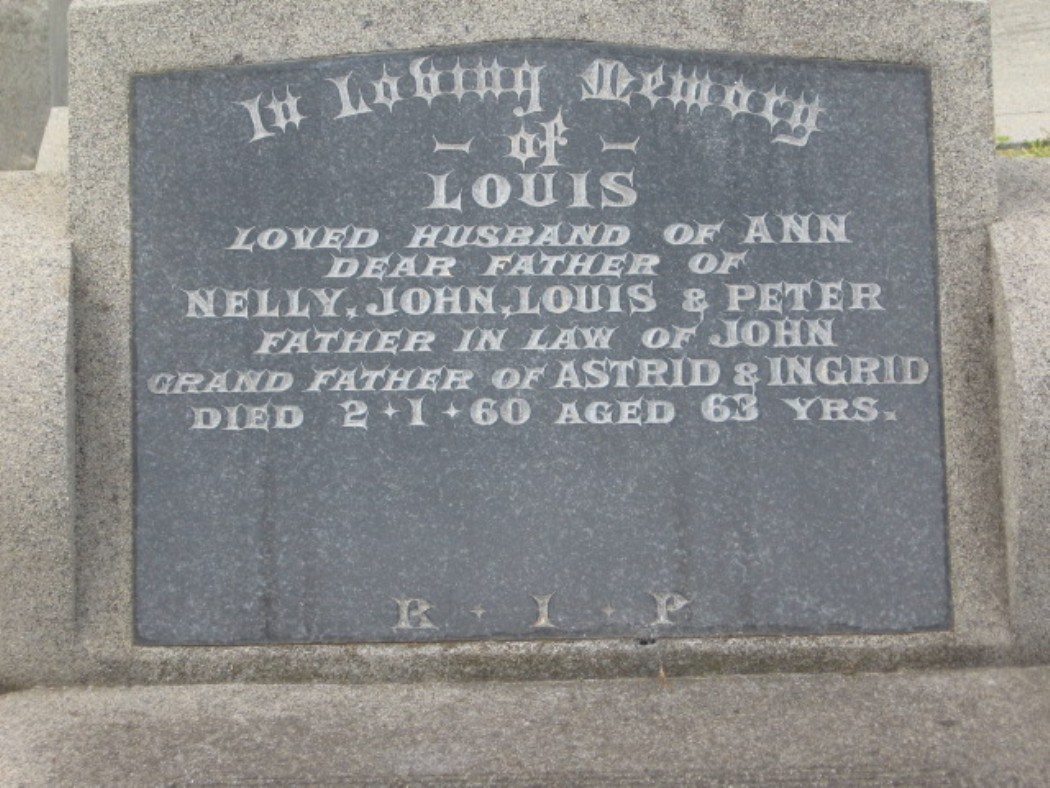 In Loving Memory
- of -
LOUIS
LOVED HUSBAND OF ANN
DEAR FATHER OF
NELLY, JOHN, LOUIS & PETER
FATHER IN LAW OF JOHN
GRAND FATHER OF ASTRID & INGRID
DIED 2·1·60 AGED 63 YRS.
R · I · P